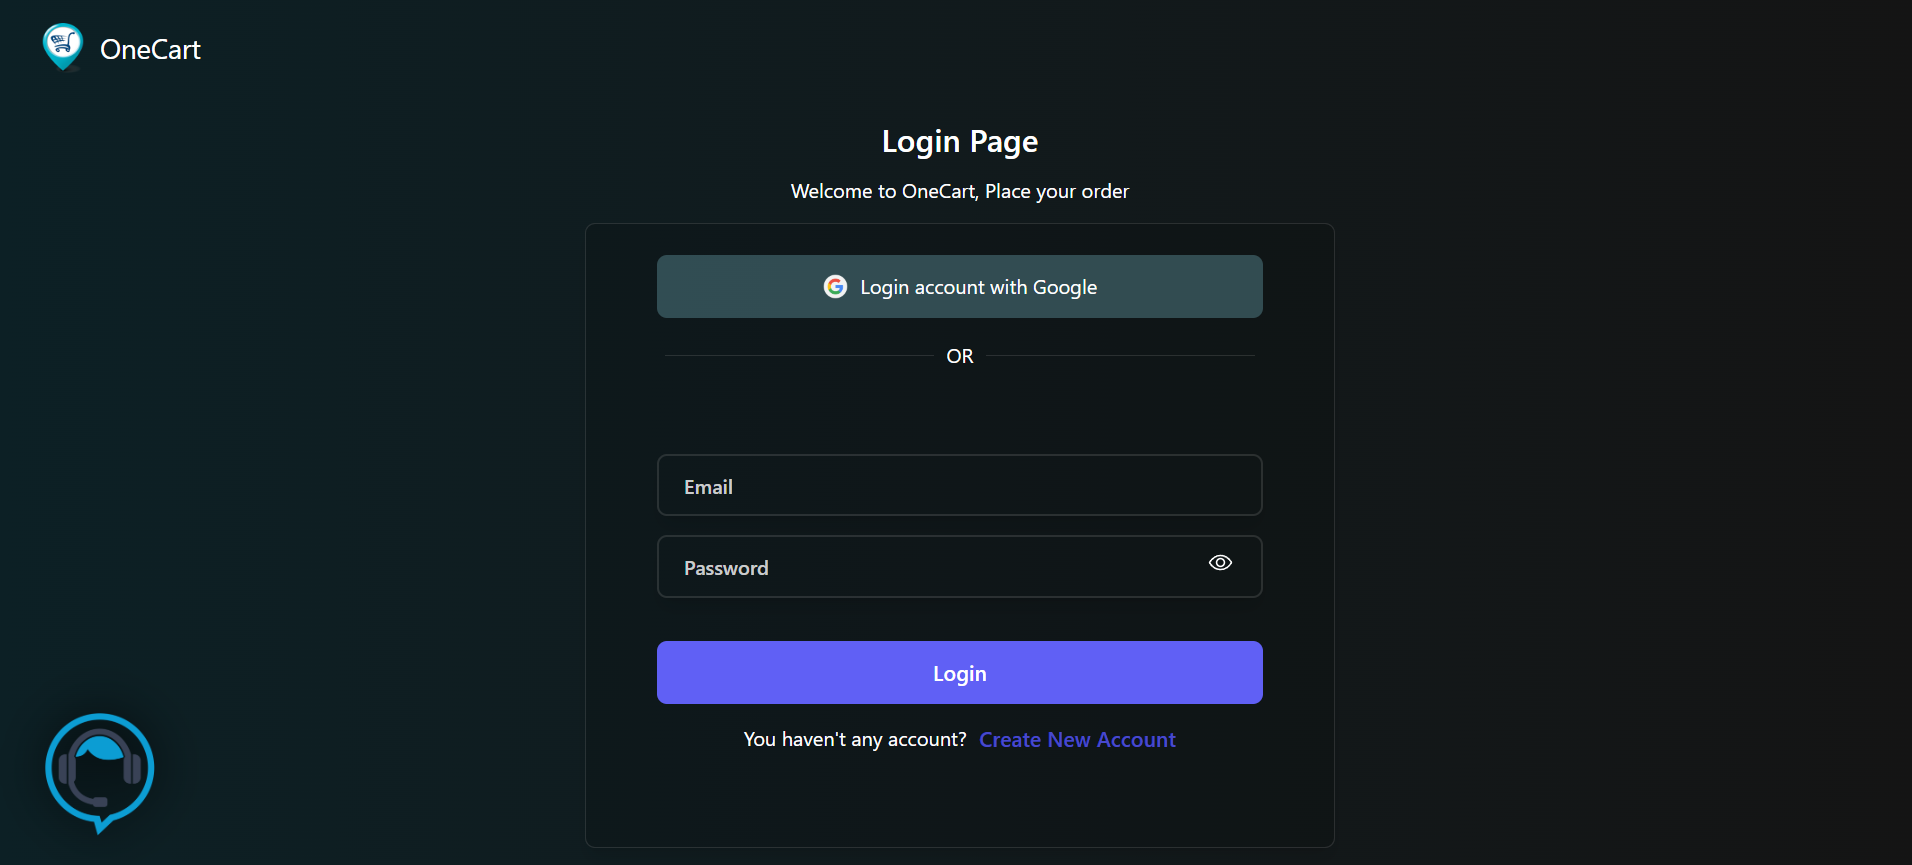 OneCart
Login Page
Welcome to OneCart, Place your order
Login account with Google
OR
Email
Password
Login
You haven't any account? Create New Account